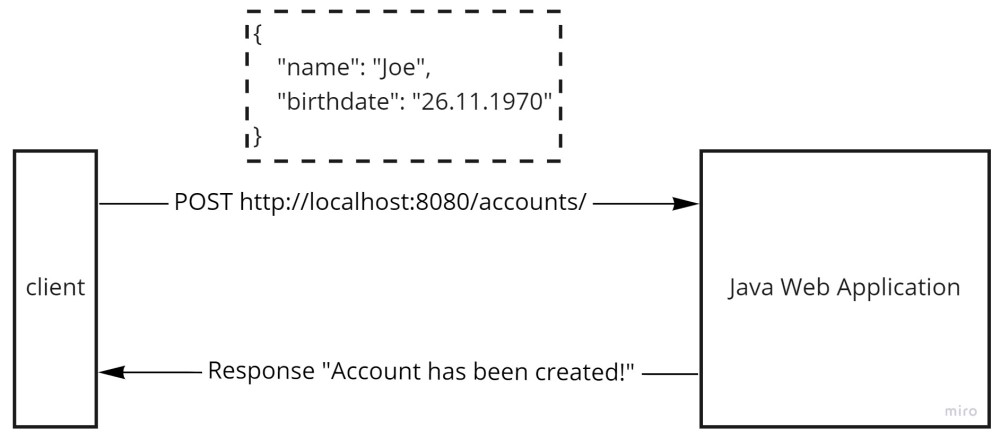 {
"name": "Joe",
"birthdate": "26.11.1970"
}
POST http://localhost:8080/accounts/
client
Java Web Application
Response "Account has been created!"
miro